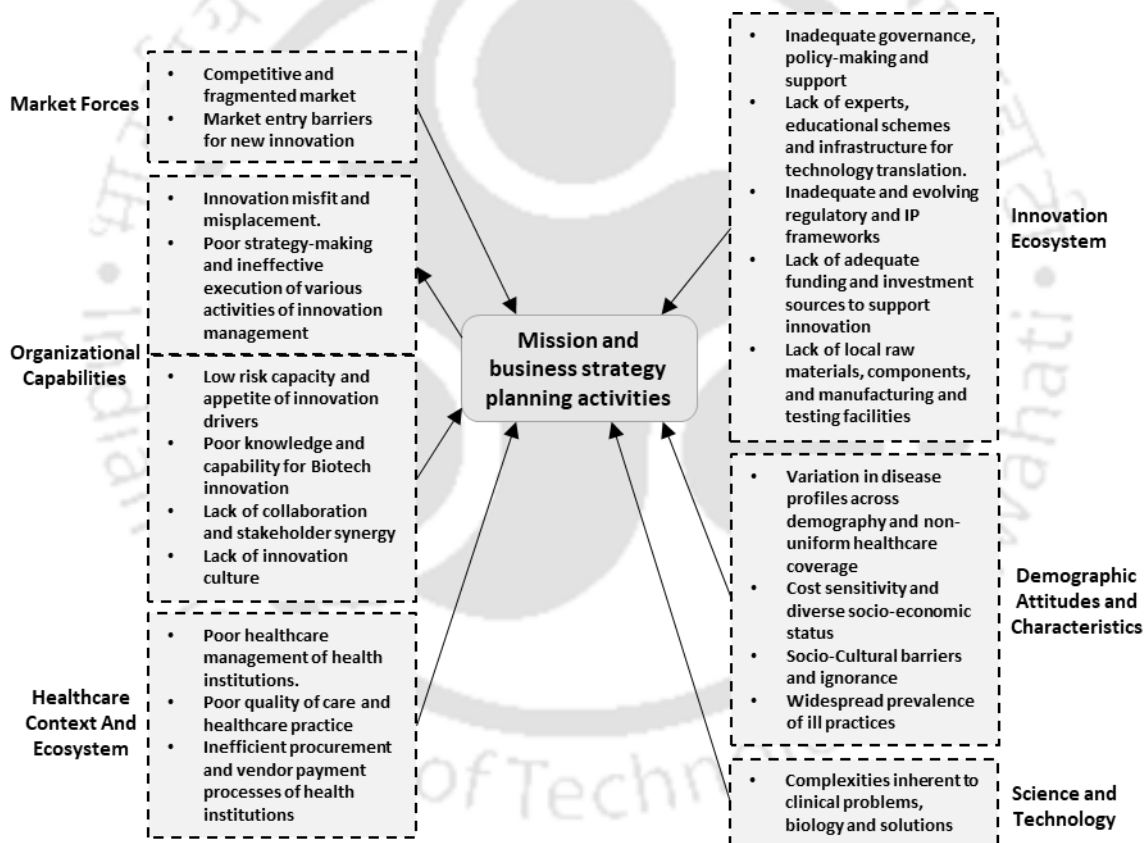 Market Forces
• Competitive and
fragmented market
• Market entry barriers
for new innovation
Organizational
Capabilities
• Innovation misfit and
misplacement.
• Poor strategy-making
and ineffective
execution of various
activities of innovation
management
• Low risk capacity and
appetite of innovation
drivers
• Poor knowledge and
capability for Biotech
innovation
• Lack of collaboration
and stakeholder synergy
• Lack of innovation
culture
Healthcare
Context And
Ecosystem
• Poor healthcare
management of health
institutions.
• Poor quality of care and
healthcare practice
• Inefficient procurement
and vendor payment
processes of health
institutions
Mission and
business strategy
planning activities
• Inadequate governance,
policy-making and
support
• Lack of experts,
educational schemes
and infrastructure for
technology translation.
• Inadequate and evolving
regulatory and IP
frameworks
• Lack of adequate
funding and investment
sources to support
innovation
• Lack of local raw
materials, components,
and manufacturing and
testing facilities
Innovation
Ecosystem
• Variation in disease
profiles across
demography and non-
uniform healthcare
coverage
• Cost sensitivity and
diverse socio-economic
status
• Socio-Cultural barriers
and ignorance
• Widespread prevalence
of ill practices
Demographic
Attitudes and
Characteristics
• Complexities inherent to
clinical problems,
biology and solutions
Science and
Technology
of Techn
wahati